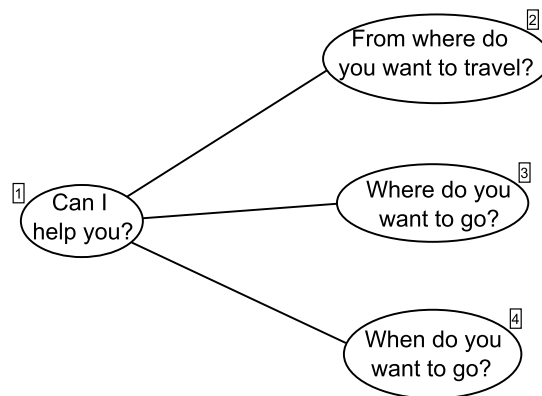 2
From where do
you want to travel?
1
Can I
help you?
3
Where do you
want to go?
4
When do you
want to go?